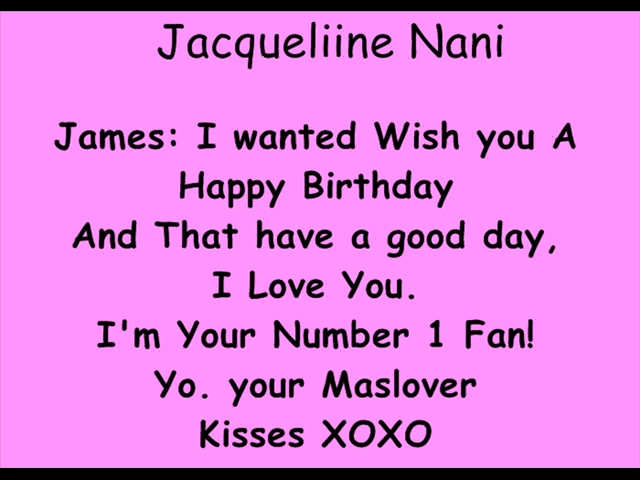 Jacqueliine Nani
James: I wanted Wish you A
Happy Birthday
And That have a good day,
I Love You.
I'm Your Number 1 Fan!
Yo. your Maslover
Kisses XOXO